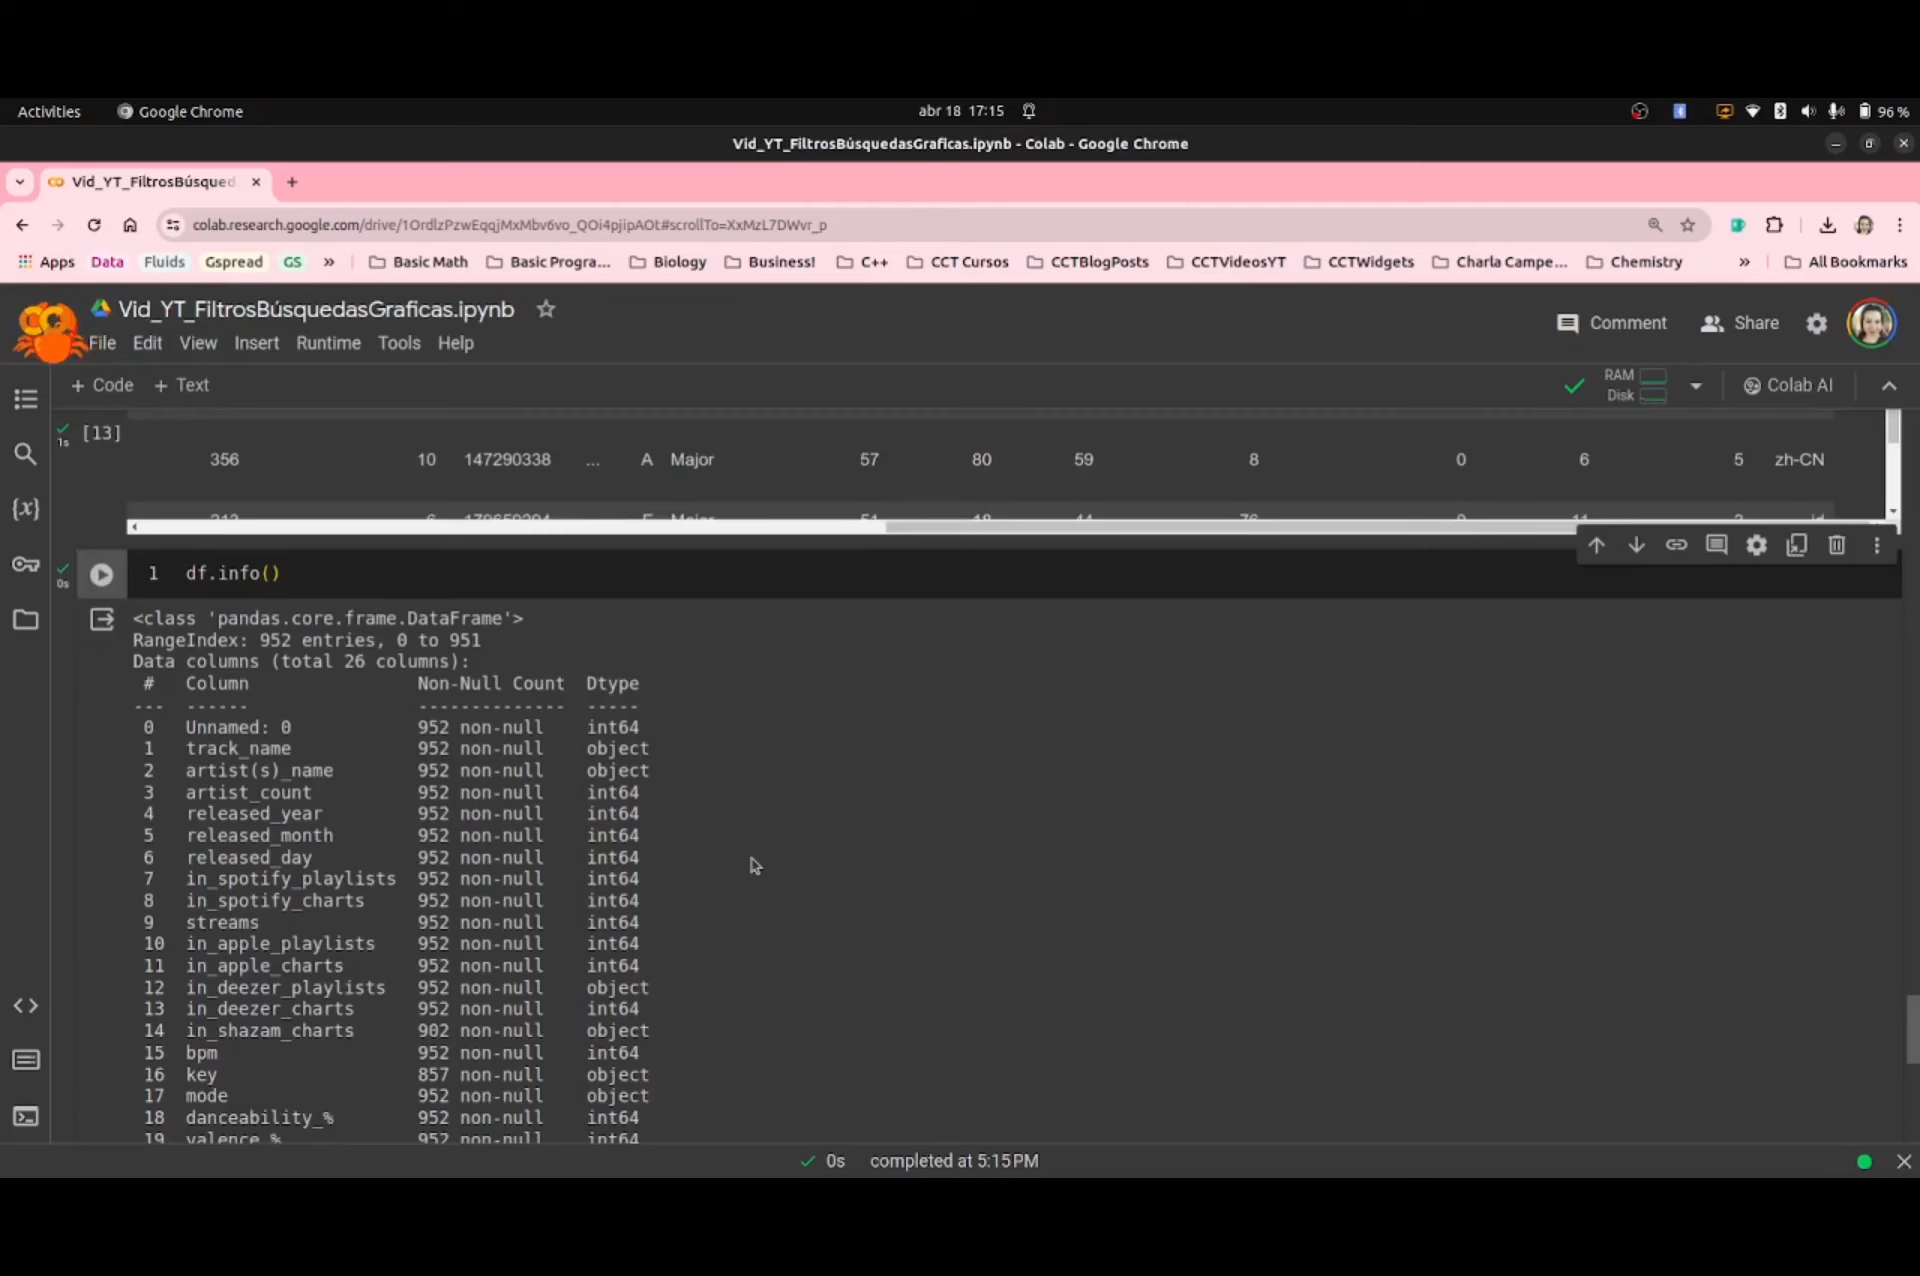 Activities Google Chrome abr 18 17:15 96 %
Vid_YT_FiltrosBúsquedasGraficas.ipynb - Colab - Google Chrome
Vid_YT_FiltrosBúsqued
colab.research.google.com/drive/1OrdlzPzwEqqjMxMbv6vo_QOi4pjipAOt#scrollTo=XxMzL7DWvr_p
Apps Data Fluids Gspread GS » Basic Math Basic Progra... Biology Business! C++ CCT Cursos CCTBlogPosts CCTVideosYT CCTWidgets Charla Campe... Chemistry » All Bookmarks
Vid_YT_FiltrosBúsquedasGraficas.ipynb
Comment Share
File Edit View Insert Runtime Tools Help
+ Code + Text RAM Disk Colab AI
1s [13]
356 10 147290338 ... A Major 57 80 59 8 0 6 5 zh-CN
0s 1 df.info()
<class 'pandas.core.frame.DataFrame'>
RangeIndex: 952 entries, 0 to 951
Data columns (total 26 columns):
# Column Non-Null Count Dtype
--- ------ -------------- -----
0 Unnamed: 0 952 non-null int64
1 track_name 952 non-null object
2 artist(s)_name 952 non-null object
3 artist_count 952 non-null int64
4 released_year 952 non-null int64
5 released_month 952 non-null int64
6 released_day 952 non-null int64
7 in_spotify_playlists 952 non-null int64
8 in_spotify_charts 952 non-null int64
9 streams 952 non-null int64
10 in_apple_playlists 952 non-null int64
11 in_apple_charts 952 non-null int64
12 in_deezer_playlists 952 non-null object
13 in_deezer_charts 952 non-null int64
14 in_shazam_charts 902 non-null object
15 bpm 952 non-null int64
16 key 857 non-null object
17 mode 952 non-null object
18 danceability_% 952 non-null int64
19 valence_% 952 non-null int64
0s completed at 5:15 PM